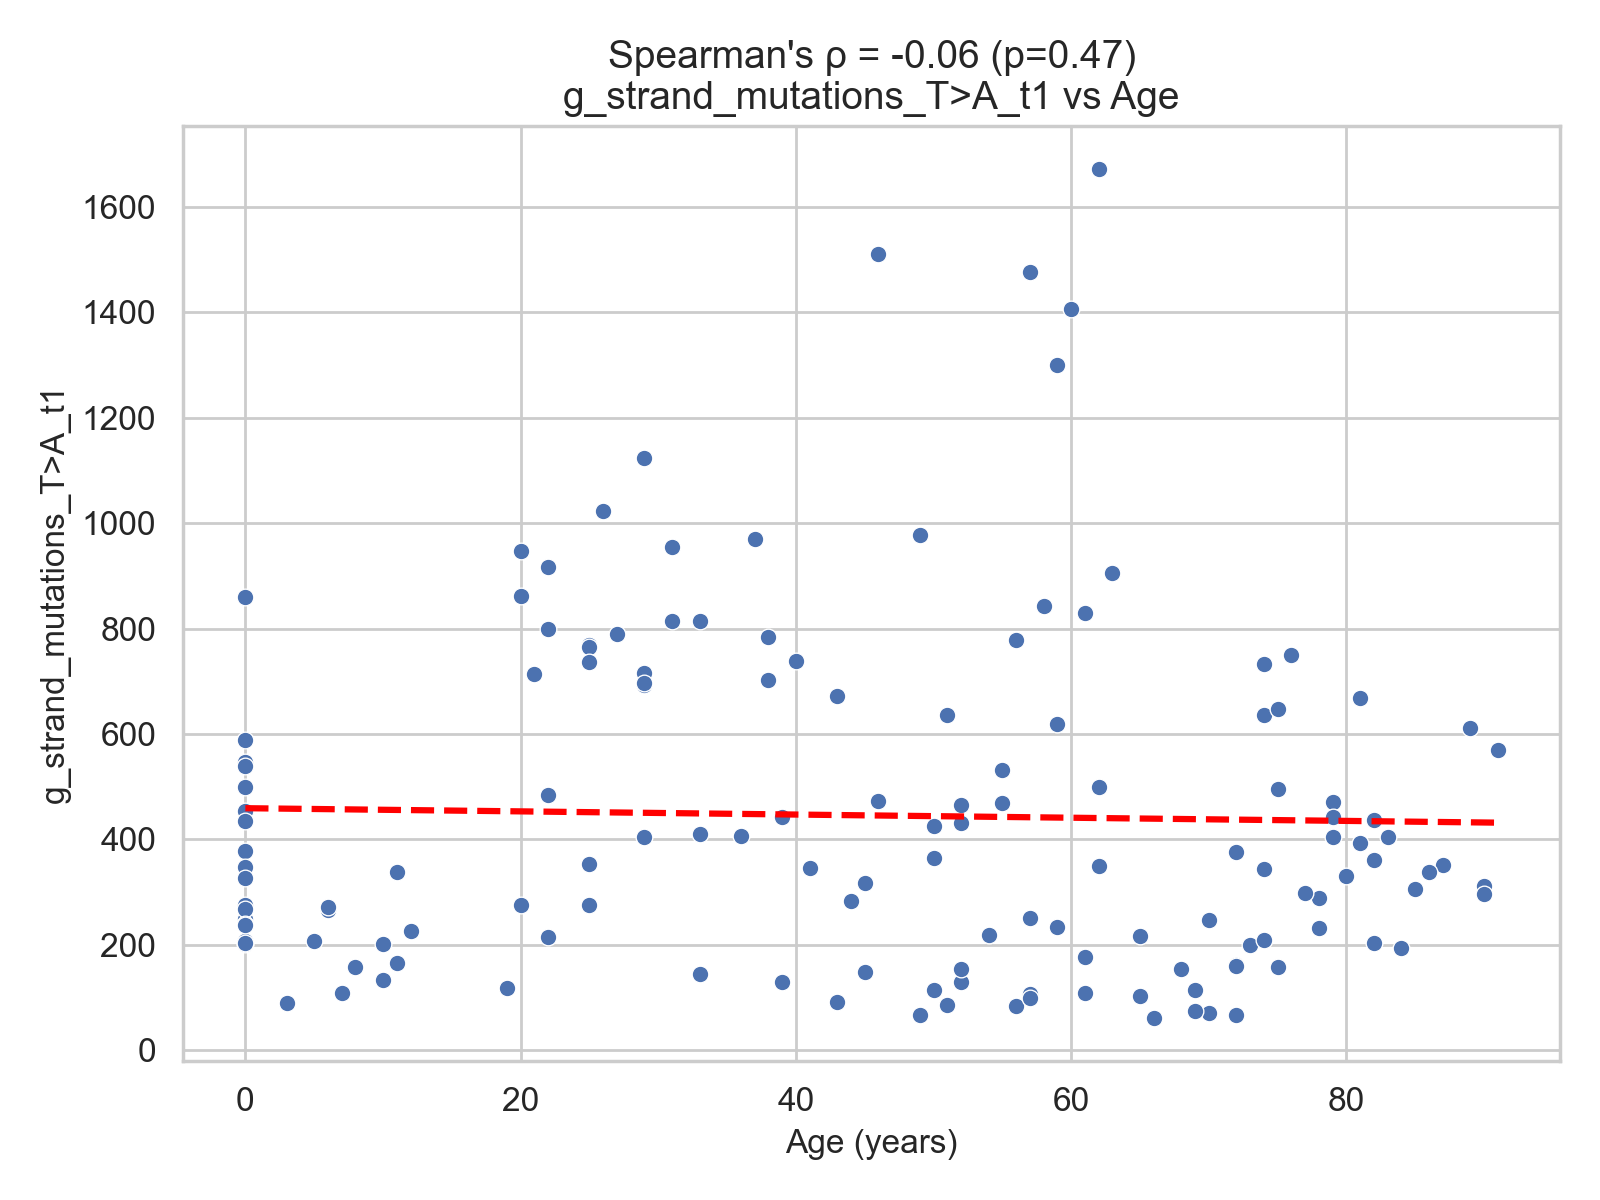 Spearman's ρ = -0.06 (p=0.47)
g_strand_mutations_T>A_t1 vs Age
1600
1400
1200
1000
800
600
400
200
0
g_strand_mutations_T>A_t1
0 20 40 60 80
Age (years)